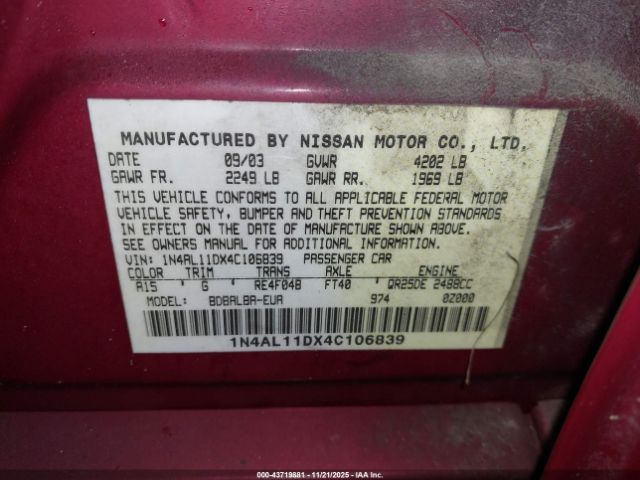 MANUFACTURED BY NISSAN MOTOR CO., LTD.
DATE 09/03 GVWR 4202 LB
GAWR FR. 2249 LB GAWR RR. 1969 LB
THIS VEHICLE CONFORMS TO ALL APPLICABLE FEDERAL MOTOR
VEHICLE SAFETY, BUMPER AND THEFT PREVENTION STANDARDS
IN EFFECT ON THE DATE OF MANUFACTURE SHOWN ABOVE.
SEE OWNERS MANUAL FOR ADDITIONAL INFORMATION.
VIN: 1N4AL11DX4C106839 PASSENGER CAR
COLOR TRIM TRANS AXLE ENGINE
A15 G RE4F04B FT40 QR25DE 2488CC
MODEL: BDBALBA-EUA 974 0Z000
1N4AL11DX4C106839
000-43719881 - 11/21/2025 - IAAI.COM